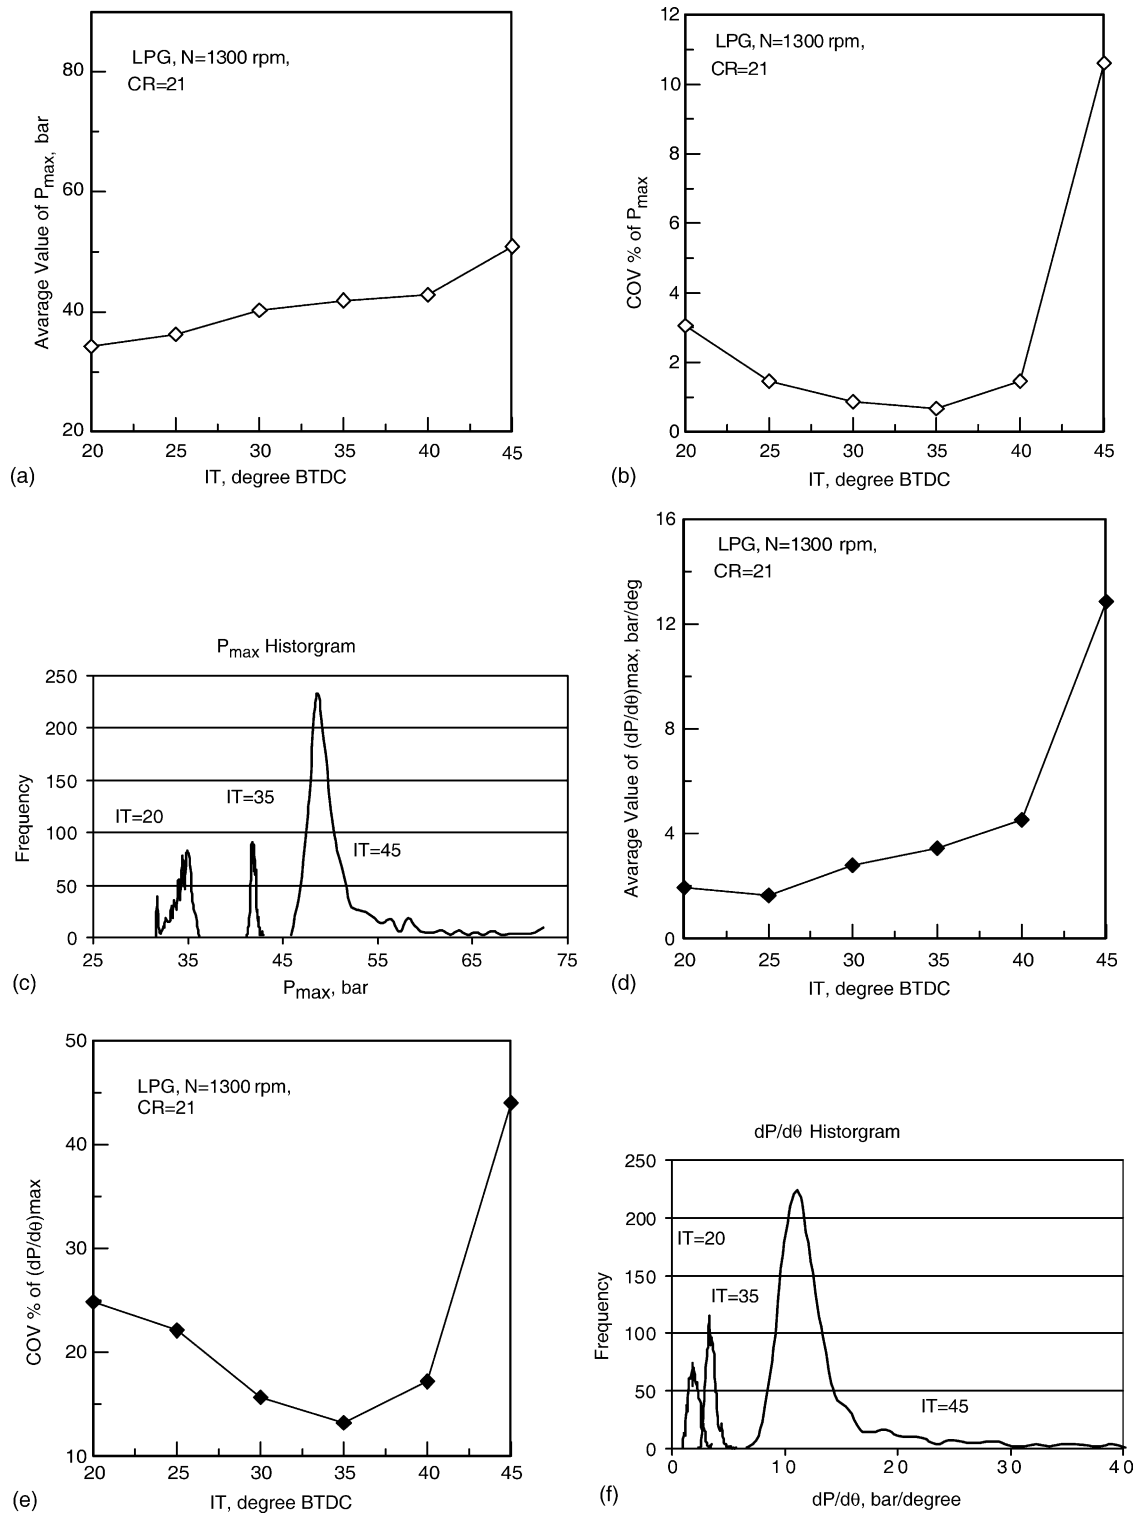 LPG, N=1300 rpm,
CR=21
80
60
40
20
Avarage Value of Pmax, bar
20 25 30 35 40 45
IT, degree BTDC
(a)
LPG, N=1300 rpm,
CR=21
12
10
8
6
4
2
0
COV % of Pmax
20 25 30 35 40 45
IT, degree BTDC
(b)
Pmax Historgram
250
200
150
100
50
0
Frequency
IT=20
IT=35
IT=45
25 35 45 55 65 75
Pmax, bar
(c)
LPG, N=1300 rpm,
CR=21
16
12
8
4
0
Avarage Value of (dP/dθ)max, bar/deg
20 25 30 35 40 45
IT, degree BTDC
(d)
LPG, N=1300 rpm,
CR=21
50
40
30
20
10
COV % of (dP/dθ)max
20 25 30 35 40 45
IT, degree BTDC
(e)
dP/dθ Historgram
250
200
150
100
50
0
Frequency
IT=20
IT=35
IT=45
0 10 20 30 40
dP/dθ, bar/degree
(f)